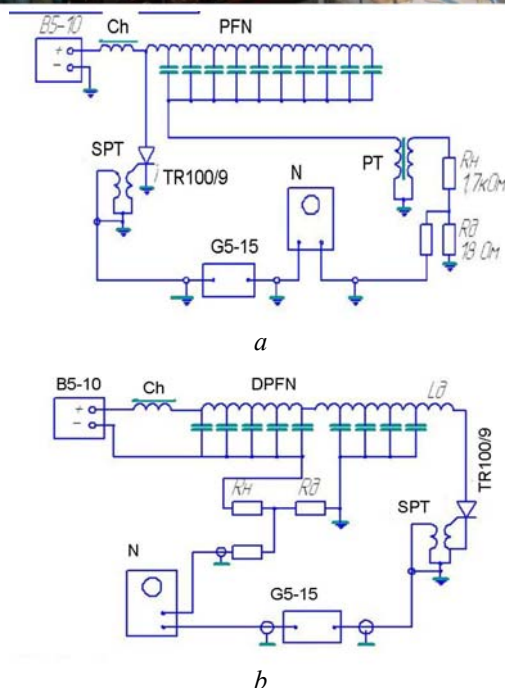 B5-10
Ch
PFN
SPT
TR100/9
N
PT
Rн
1,7кОм
G5-15
Rд
18 Ом
a
B5-10
Ch
DPFN
Lд
TR100/9
Rн
Rд
SPT
N
G5-15
b